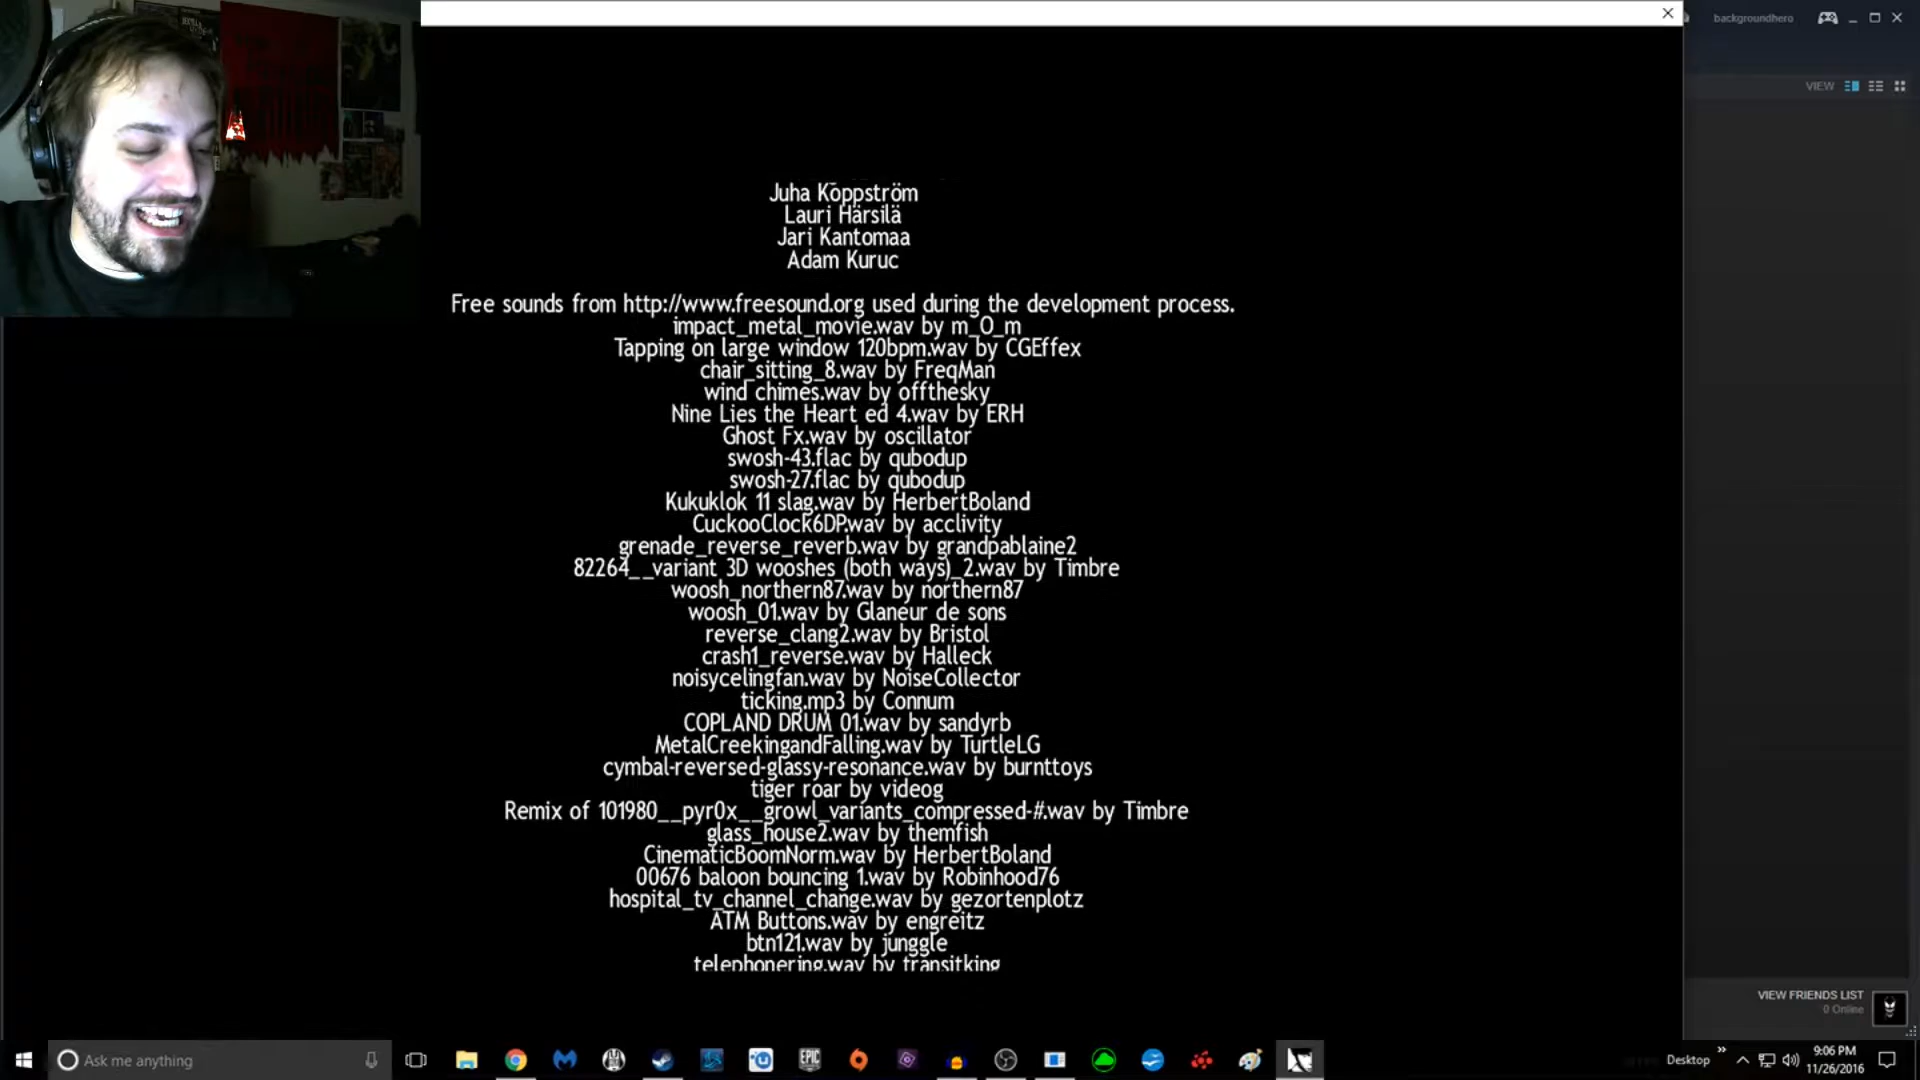 backgroundhero
VIEW
Juha Köppström
Lauri Härsilä
Jari Kantomaa
Adam Kuruc
Free sounds from http://www.freesound.org used during the development process.
impact_metal_movie.wav by m_O_m
Tapping on large window 120bpm.wav by CGEffex
chair_sitting_8.wav by FreqMan
wind chimes.wav by offthesky
Nine Lies the Heart ed 4.wav by ERH
Ghost Fx.wav by oscillator
swosh-43.flac by qubodup
swosh-27.flac by qubodup
Kukuklok 11 slag.wav by HerbertBoland
CuckooClock6DP.wav by acclivity
grenade_reverse_reverb.wav by grandpablaine2
82264__variant 3D wooshes (both ways)_2.wav by Timbre
woosh_northern87.wav by northern87
woosh_01.wav by Glaneur de sons
reverse_clang2.wav by Bristol
crash1_reverse.wav by Halleck
noisycelingfan.wav by NoiseCollector
ticking.mp3 by Connum
COPLAND DRUM 01.wav by sandyrb
MetalCreekingandFalling.wav by TurtleLG
cymbal-reversed-glassy-resonance.wav by burnttoys
tiger roar by videog
Remix of 101980__pyr0x__growl_variants_compressed-#.wav by Timbre
glass_house2.wav by themfish
CinematicBoomNorm.wav by HerbertBoland
00676 baloon bouncing 1.wav by Robinhood76
hospital_tv_channel_change.wav by gezortenplotz
ATM Buttons.wav by engreitz
btn121.wav by junggle
telephonering.wav by transitking
VIEW FRIENDS LIST
0 Online
Ask me anything
EPIC
Desktop
9:06 PM
11/26/2016